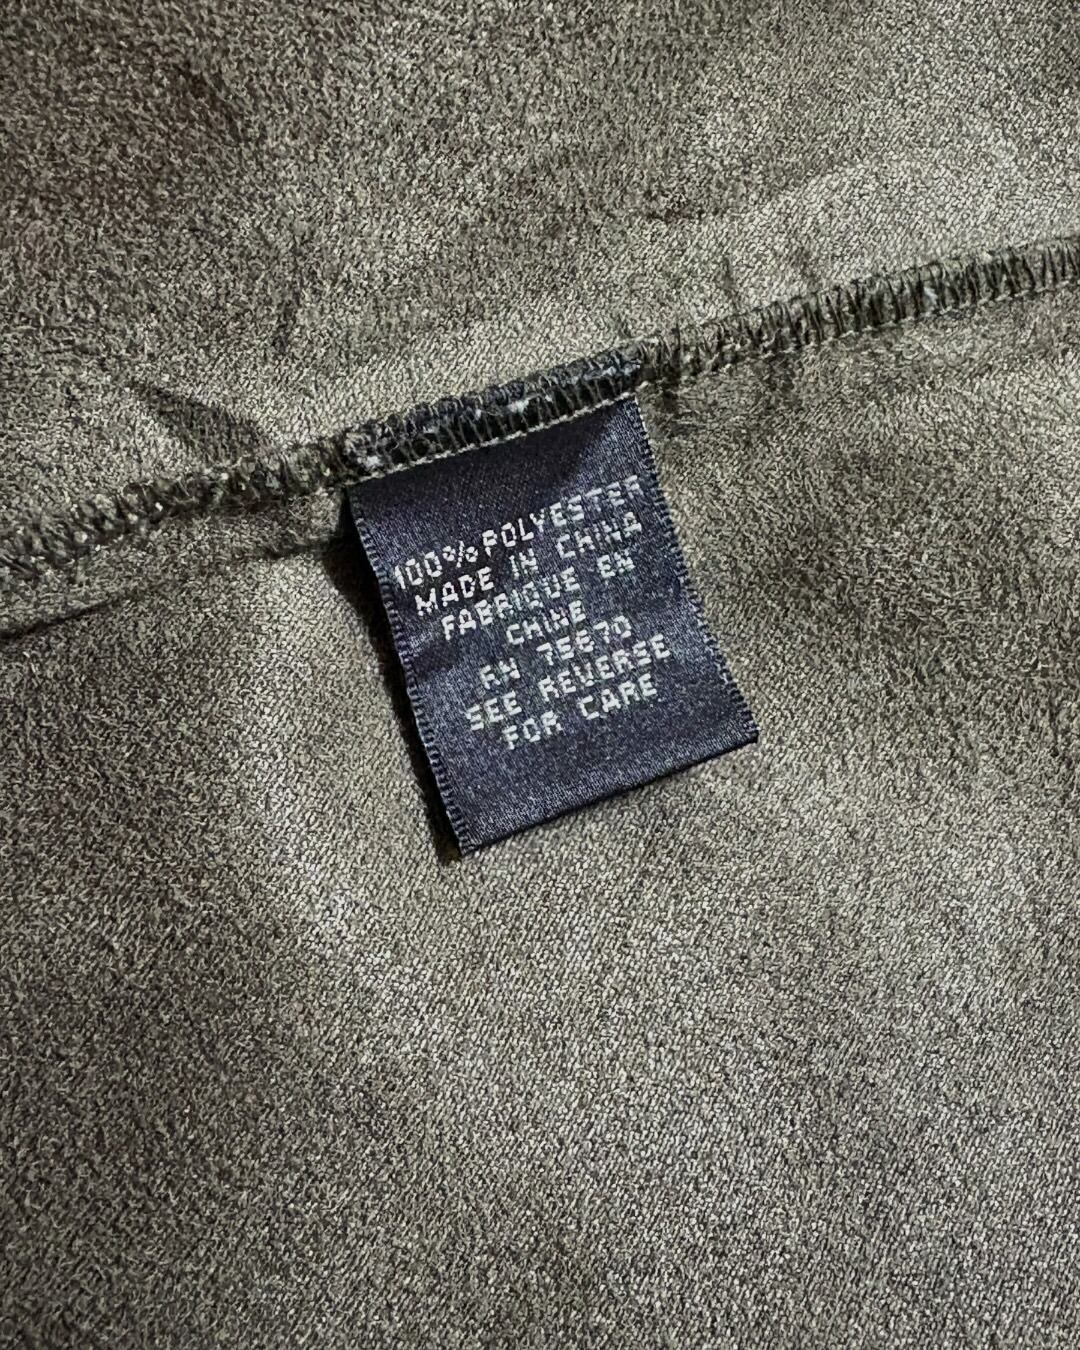 100% POLYESTER
MADE IN CHINA
FABRIQUE EN
CHINE
RN 75670
SEE REVERSE
FOR CARE